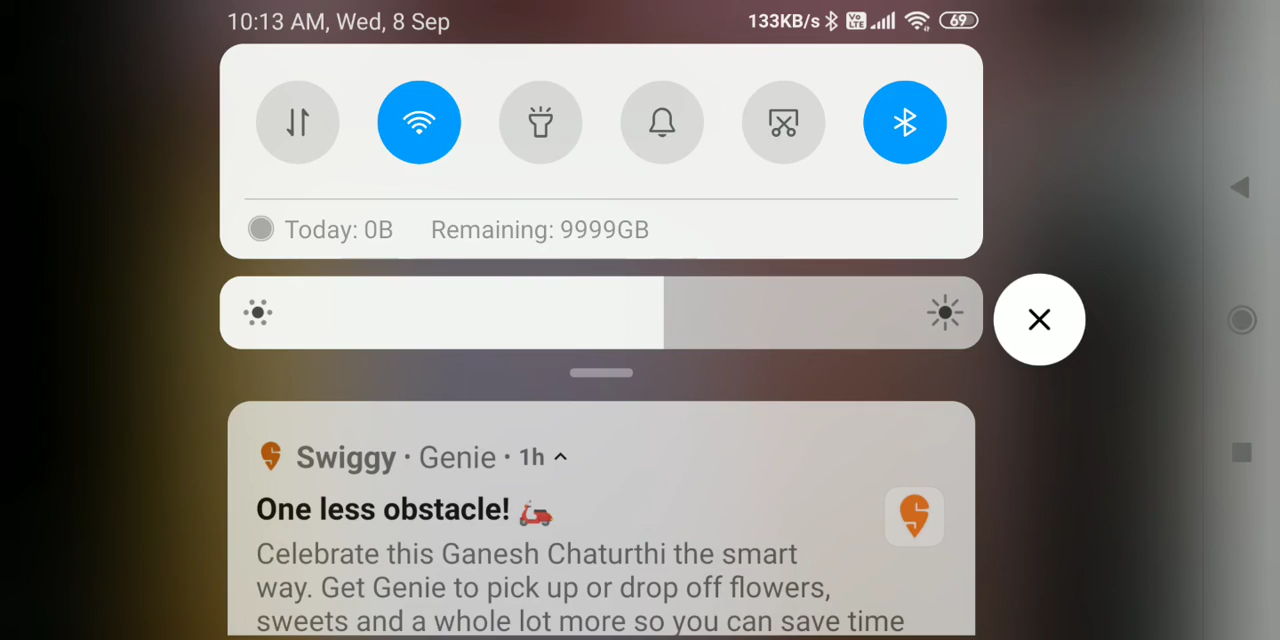 10:13 AM, Wed, 8 Sep 133KB/s Vo LTE 69
Today: 0B Remaining: 9999GB
Swiggy · Genie · 1h
One less obstacle! 🛵
Celebrate this Ganesh Chaturthi the smart
way. Get Genie to pick up or drop off flowers,
sweets and a whole lot more so you can save time